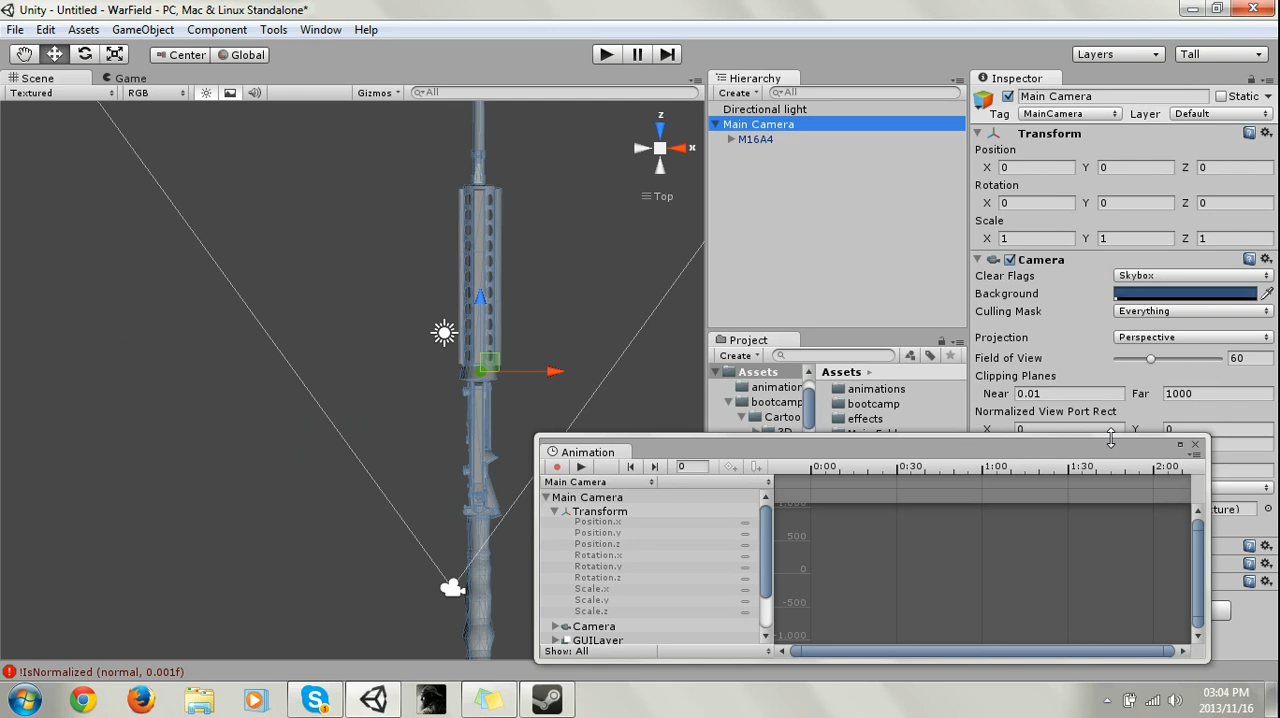 Unity - Untitled - WarField - PC, Mac & Linux Standalone*
File Edit Assets GameObject Component Tools Window Help
Center Global Layers Tall
Scene Game Hierarchy Inspector
Textured RGB Gizmos All Create All Main Camera Static
Directional light Tag MainCamera Layer Default
Main Camera Transform
M16A4 Position
z X 0 Y 0 Z 0
x Rotation
Top X 0 Y 0 Z 0
Scale
X 1 Y 1 Z 1
Camera
Clear Flags Skybox
Background
Culling Mask Everything
Project Projection Perspective
Create Field of View 60
Assets Assets Clipping Planes
animation animations Near 0.01 Far 1000
bootcamp bootcamp Normalized View Port Rect
Cartoo effects X 0 Y 0
3D
Animation
0 0:00 0:30 1:00 1:30 2:00
Main Camera
Main Camera
Transform
Position.x
Position.y 500
Position.z
Rotation.x 0
Rotation.y
Rotation.z
Scale.x -500
Scale.y
Scale.z
Camera -1,000
GUILayer
Show: All
!IsNormalized (normal, 0.001f)
03:04 PM
2013/11/16